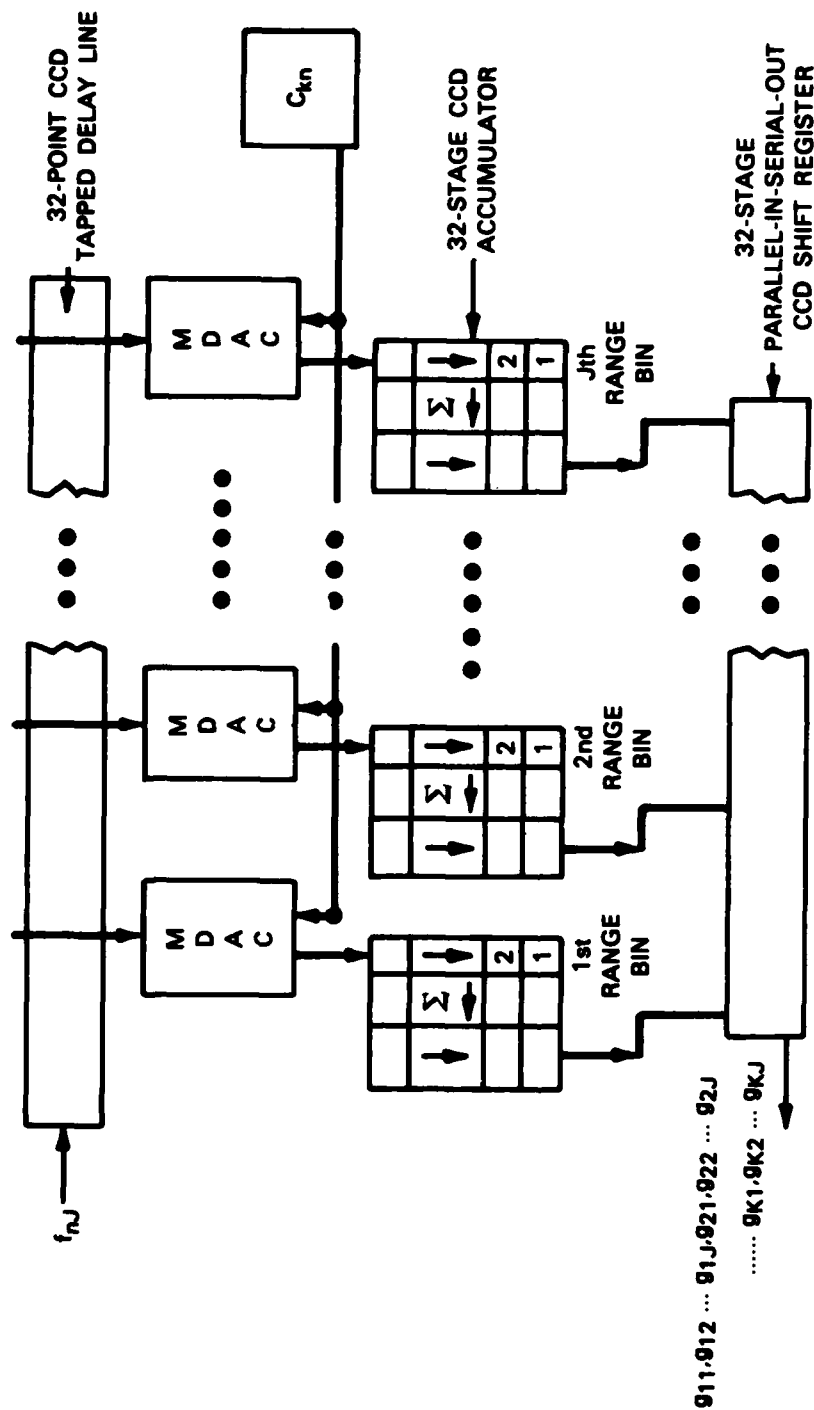 fnJ
32-POINT CCD
TAPPED DELAY LINE
M
D
A
C
M
D
A
C
M
D
A
C
Ckn
Σ
2
1
1st
RANGE
BIN
Σ
2
1
2nd
RANGE
BIN
Σ
2
1
Jth
RANGE
BIN
32-STAGE CCD
ACCUMULATOR
g11,g12 ... g1J,g21,g22 ... g2J
...... gK1,gK2 ... gKJ
32-STAGE
PARALLEL-IN-SERIAL-OUT
CCD SHIFT REGISTER